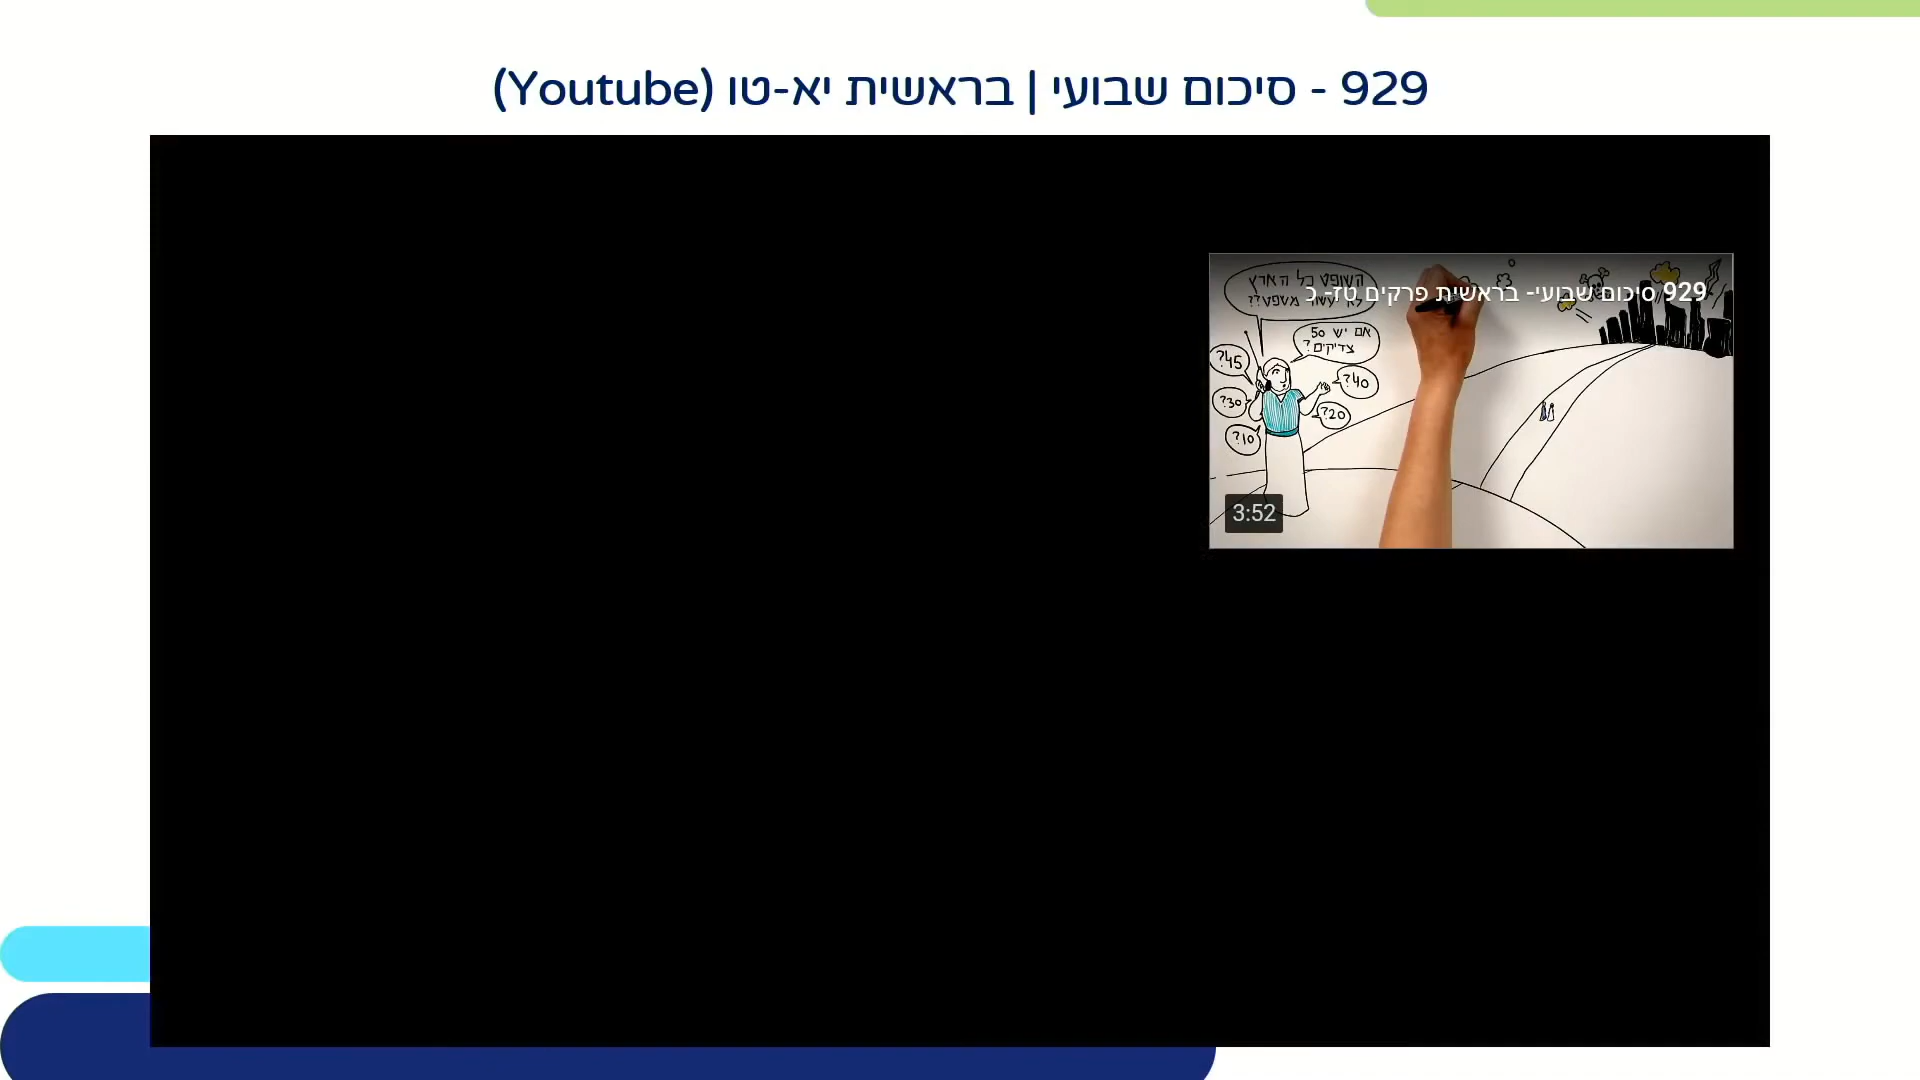 929 - סיכום שבועי | בראשית יא-טו (Youtube)
929 סיכום שבועי- בראשית פרקים טז- כ
השופט כל הארץ
לא יעשה משפט??
אם יש 50
צדיקים?
45?
40?
30?
20?
10?
3:52